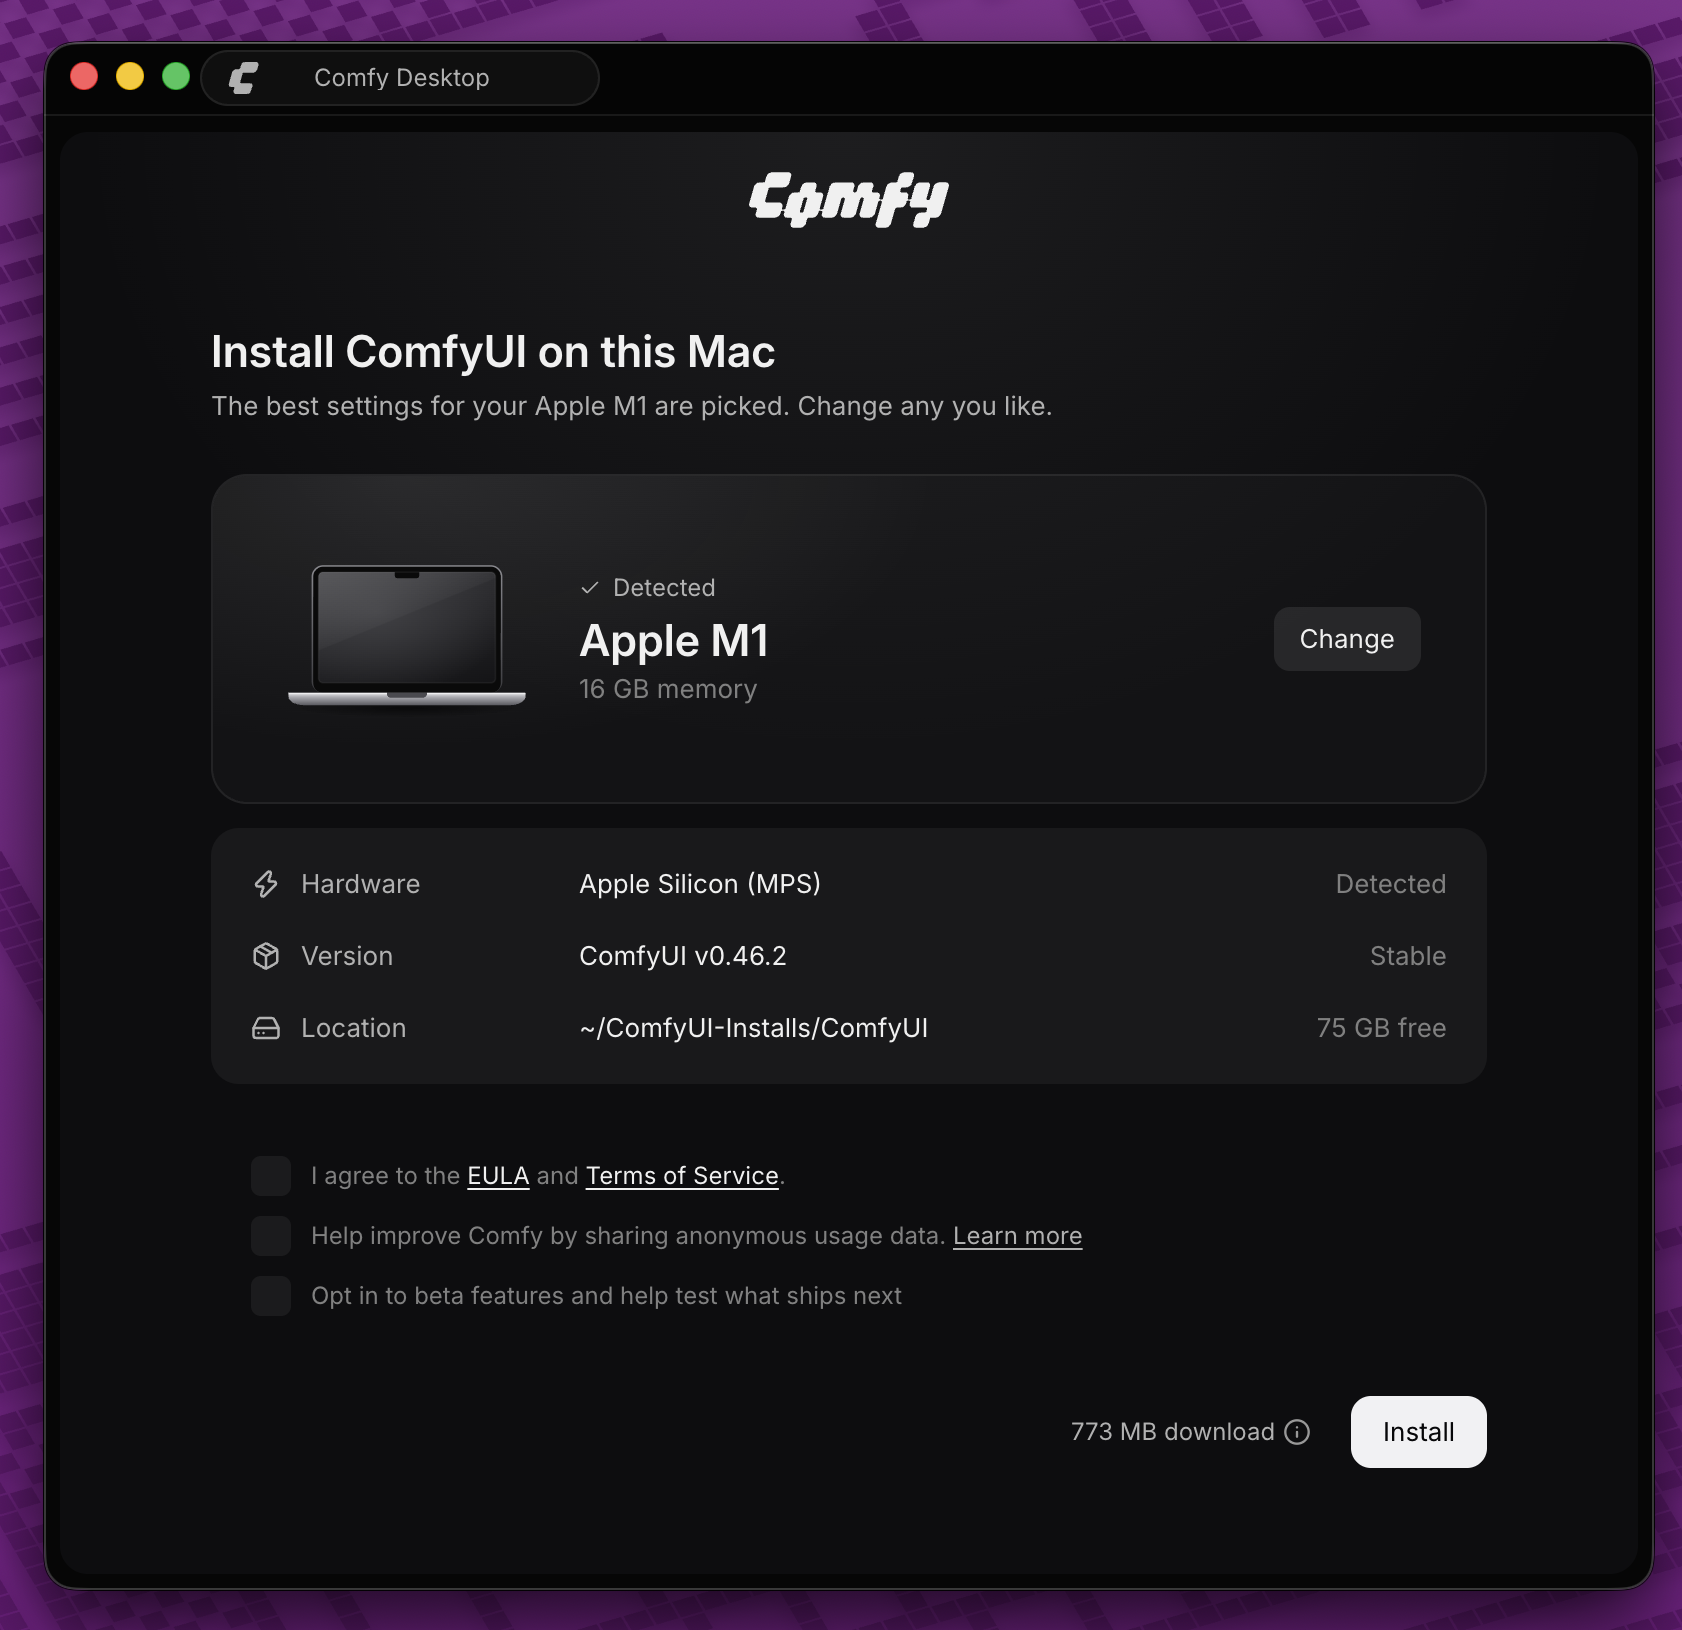 Comfy Desktop
Comfy
Install ComfyUI on this Mac
The best settings for your Apple M1 are picked. Change any you like.
Detected
Apple M1
16 GB memory
Change
Hardware Apple Silicon (MPS) Detected
Version ComfyUI v0.46.2 Stable
Location ~/ComfyUI-Installs/ComfyUI 75 GB free
I agree to the EULA and Terms of Service.
Help improve Comfy by sharing anonymous usage data. Learn more
Opt in to beta features and help test what ships next
773 MB download Install